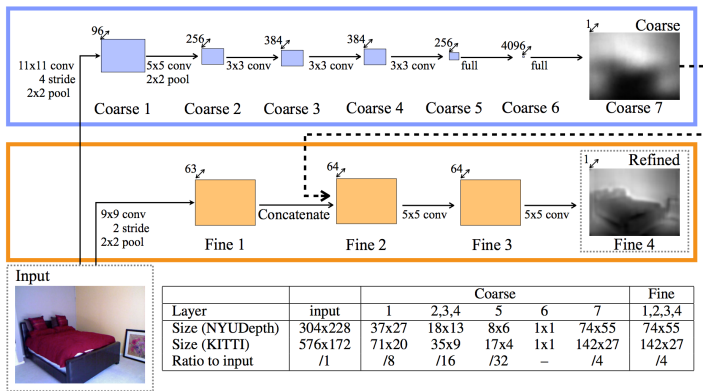 Coarse
96
256
384
384
256
4096
1
11x11 conv
4 stride
2x2 pool
5x5 conv
2x2 pool
3x3 conv
3x3 conv
3x3 conv
full
full
Coarse 1
Coarse 2
Coarse 3
Coarse 4
Coarse 5
Coarse 6
Coarse 7
Refined
63
64
64
1
9x9 conv
2 stride
2x2 pool
Concatenate
5x5 conv
5x5 conv
Fine 1
Fine 2
Fine 3
Fine 4
Input
Coarse Fine
Layer input 1 2,3,4 5 6 7 1,2,3,4
Size (NYUDepth) 304x228 37x27 18x13 8x6 1x1 74x55 74x55
Size (KITTI) 576x172 71x20 35x9 17x4 1x1 142x27 142x27
Ratio to input /1 /8 /16 /32 – /4 /4